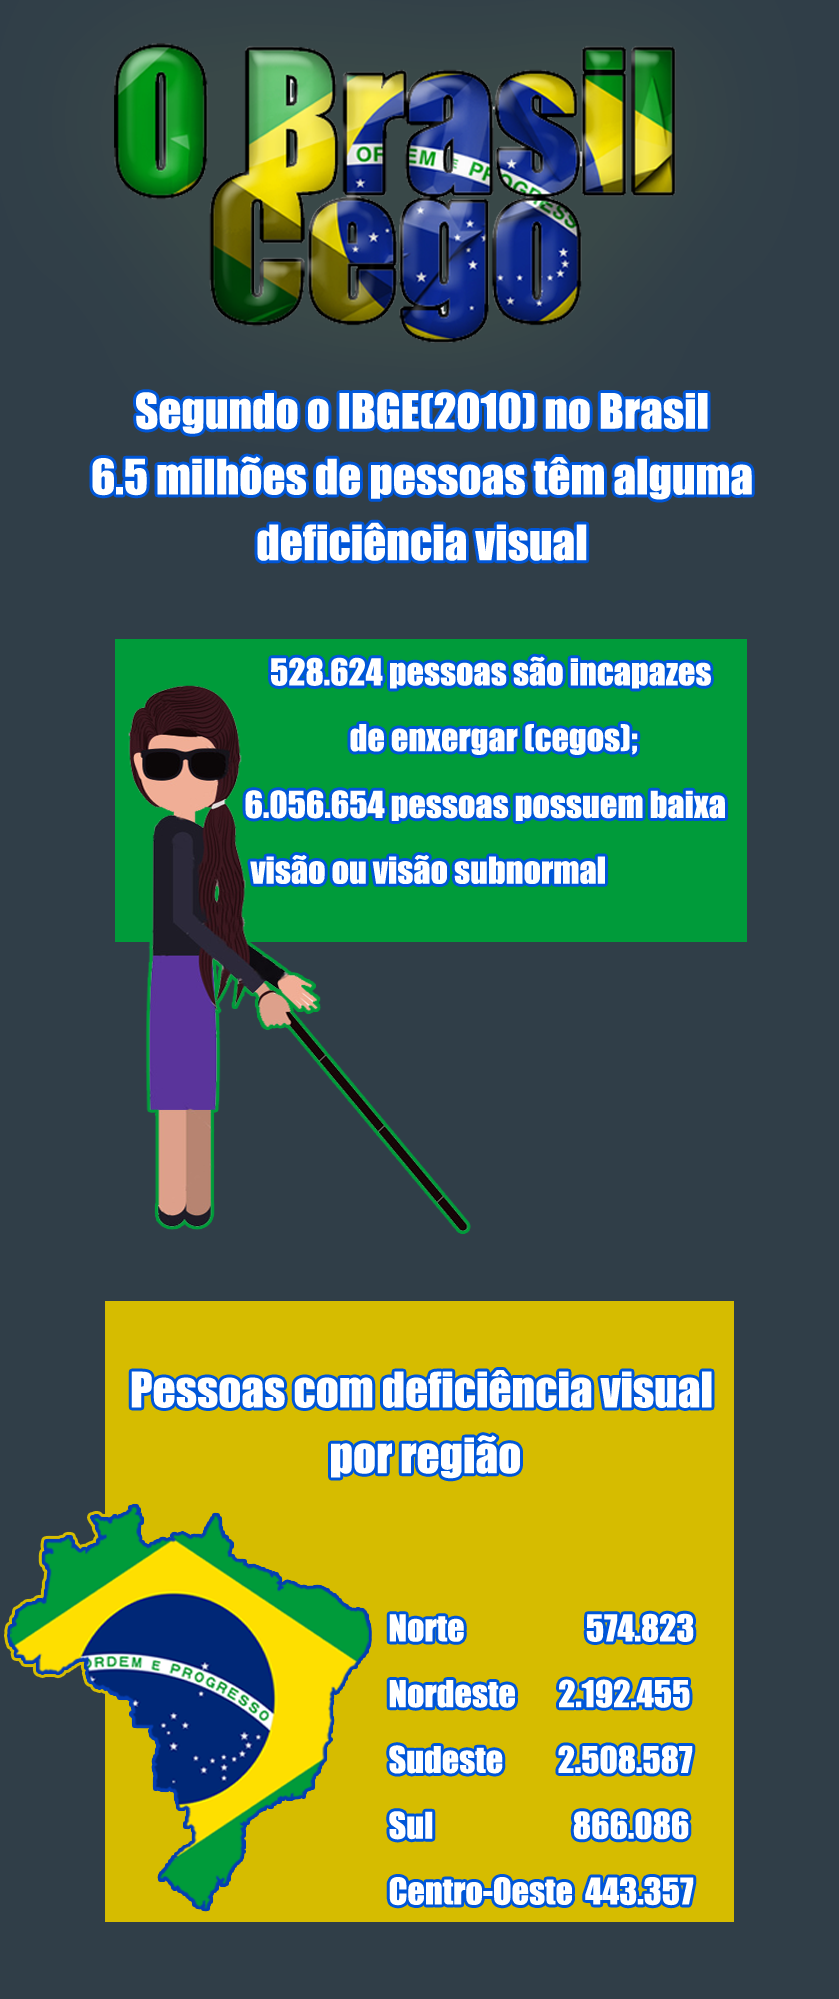 O Brasil
Cego
Segundo o IBGE(2010) no Brasil
6.5 milhões de pessoas têm alguma
deficiência visual
528.624 pessoas são incapazes
de enxergar (cegos);
6.056.654 pessoas possuem baixa
visão ou visão subnormal
Pessoas com deficiência visual
por região
ORDEM E PROGRESSO
Norte 574.823
Nordeste 2.192.455
Sudeste 2.508.587
Sul 866.086
Centro-Oeste 443.357